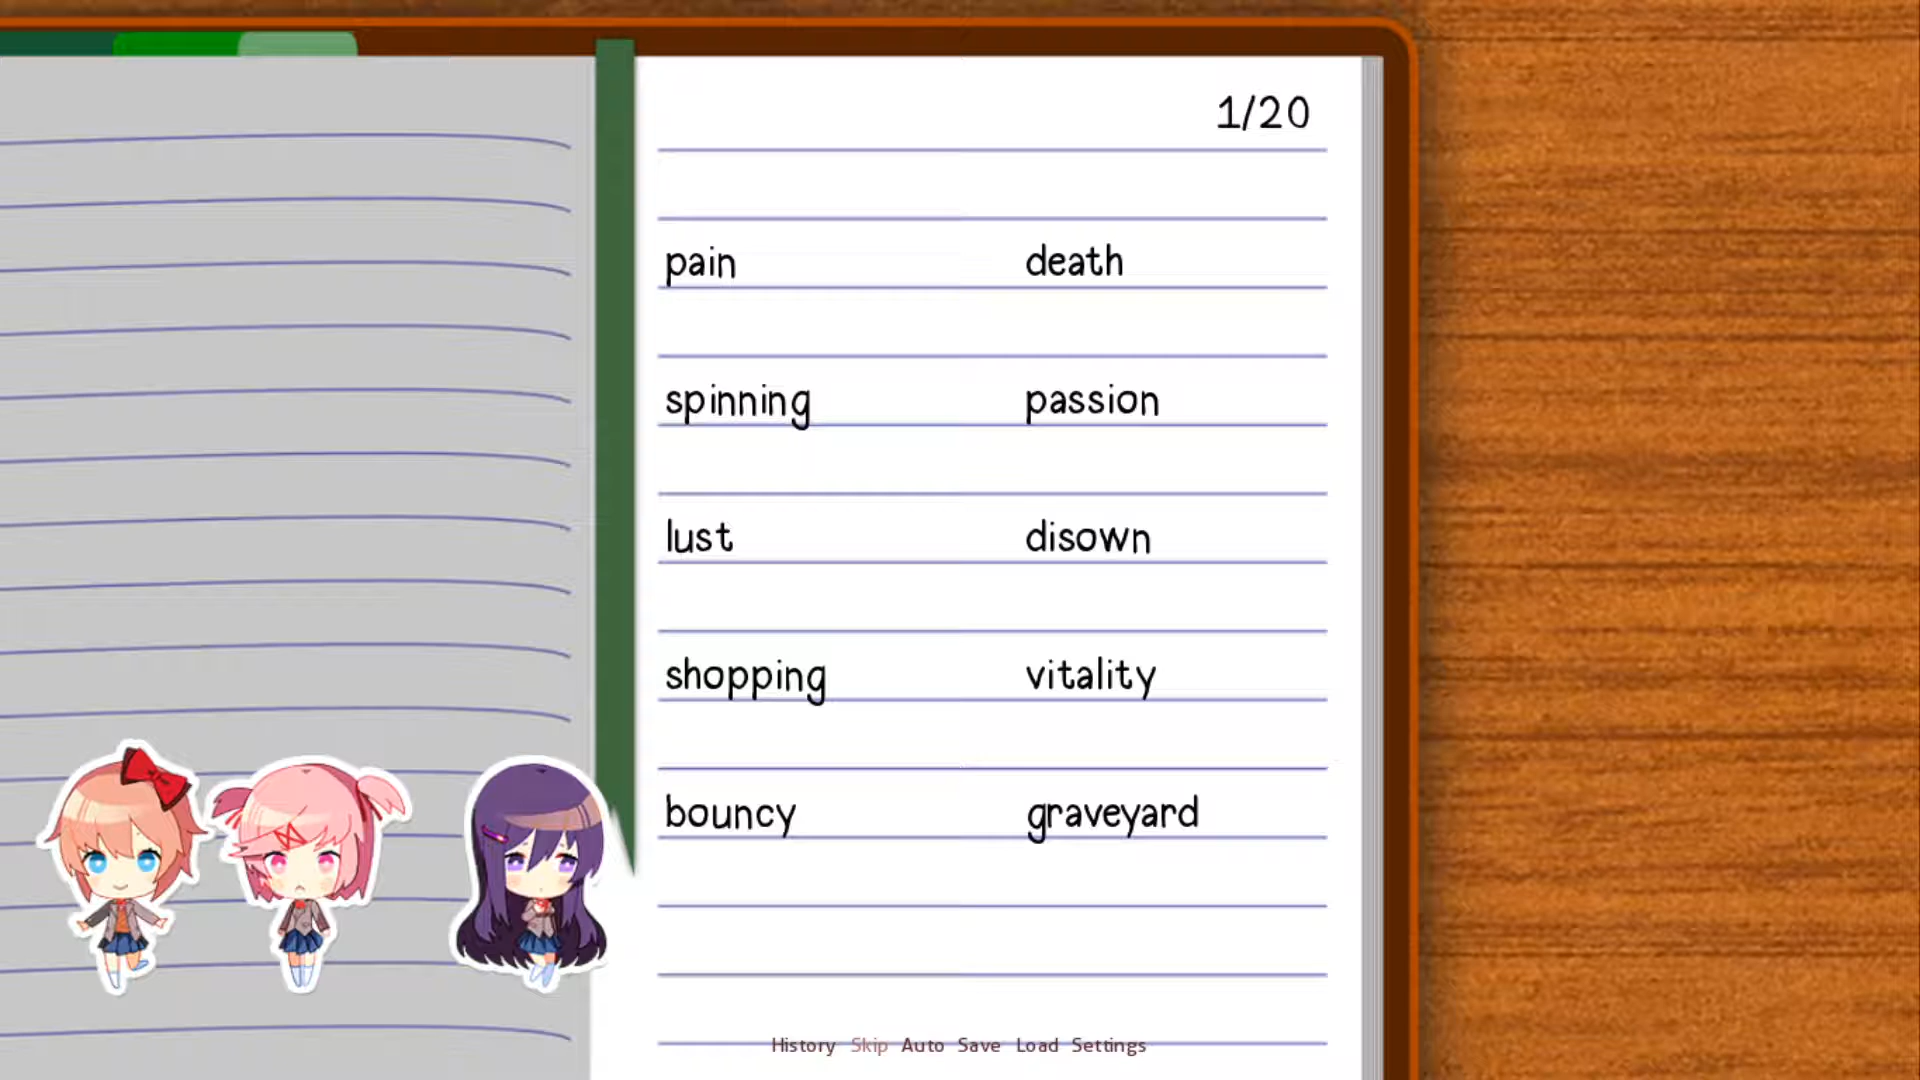 1/20
pain death
spinning passion
lust disown
shopping vitality
bouncy graveyard
History Skip Auto Save Load Settings